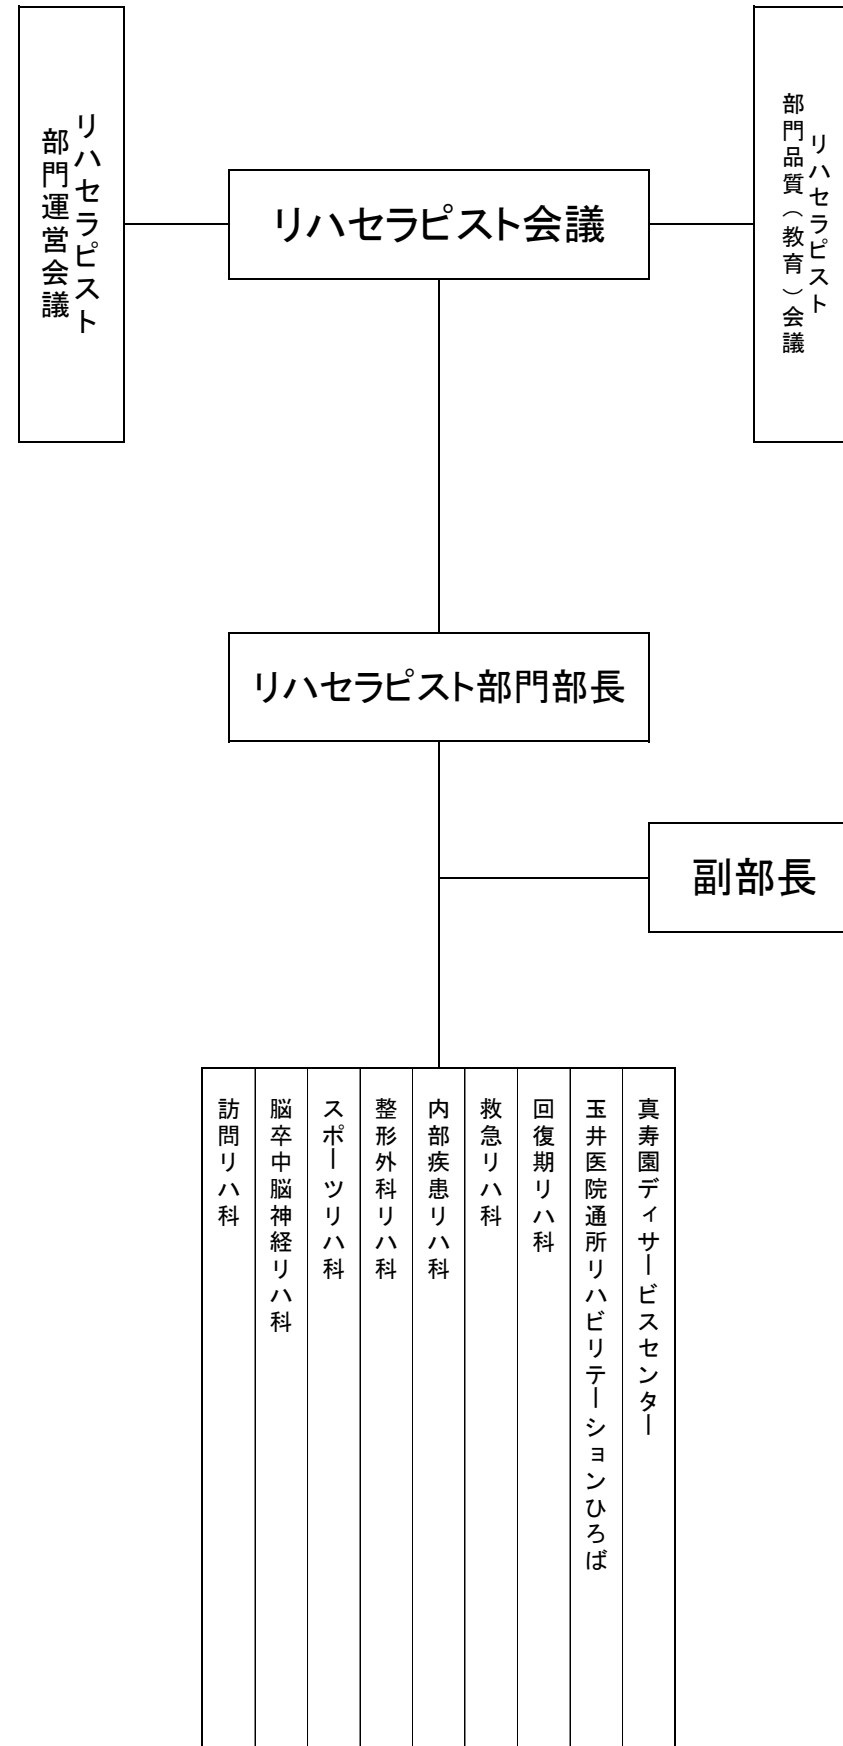 リハセラピスト
部門運営会議
リハセラピスト会議
リハセラピスト
部門品質（教育）会議
リハセラピスト部門部長
副部長
訪問リハ科
脳卒中脳神経リハ科
スポーツリハ科
整形外科リハ科
内部疾患リハ科
救急リハ科
回復期リハ科
玉井医院通所リハビリテーションひろば
真寿園ディサービスセンター